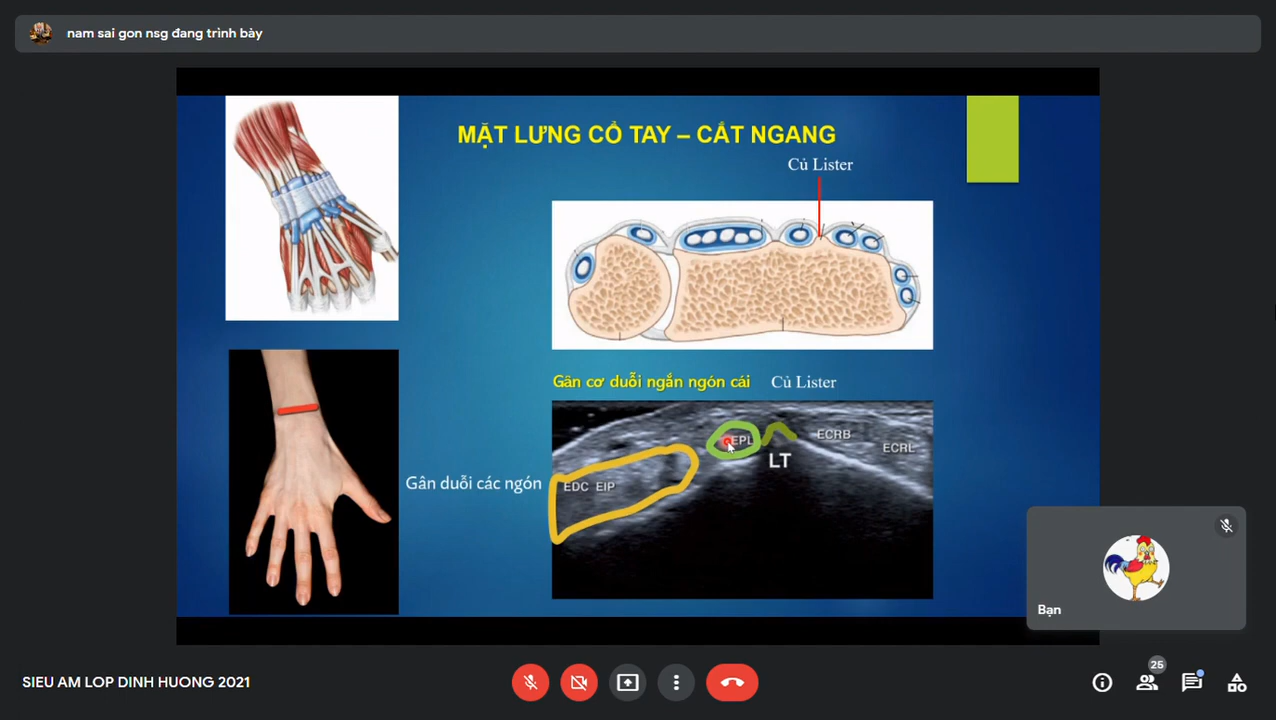 nam sai gon nsg đang trình bày
MẶT LƯNG CỔ TAY – CẮT NGANG
Củ Lister
Gân cơ duỗi ngắn ngón cái
Củ Lister
EPL
ECRB
ECRL
LT
Gân duỗi các ngón
EDC EIP
Bạn
SIEU AM LOP DINH HUONG 2021
25